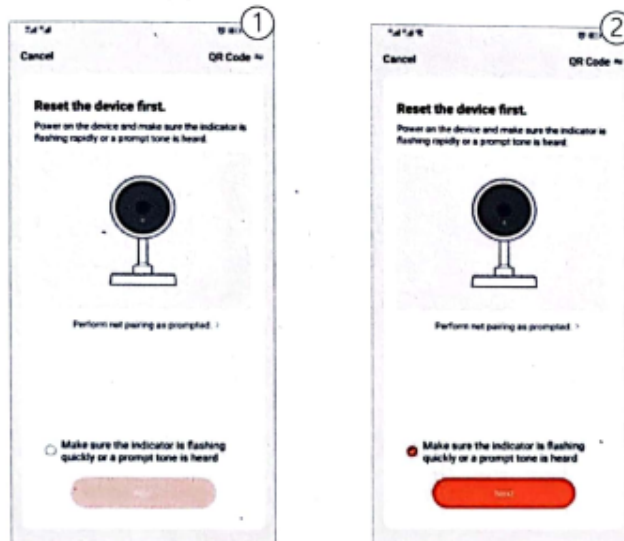 1
Cancel
QR Code
Reset the device first.
Power on the device and make sure the indicator is
flashing rapidly or a prompt tone is heard.
Perform net pairing as prompted. >
Make sure the indicator is flashing
quickly or a prompt tone is heard
2
Cancel
QR Code
Reset the device first.
Power on the device and make sure the indicator is
flashing rapidly or a prompt tone is heard.
Perform net pairing as prompted. >
Make sure the indicator is flashing
quickly or a prompt tone is heard
Next